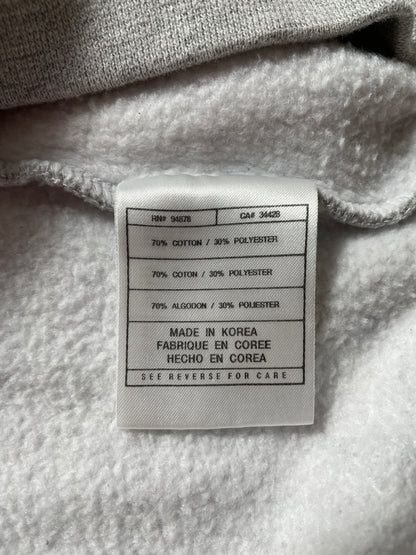 RN# 94878 CA# 34428
70% COTTON / 30% POLYESTER
70% COTON / 30% POLYESTER
70% ALGODON / 30% POLIESTER
MADE IN KOREA
FABRIQUE EN COREE
HECHO EN COREA
SEE REVERSE FOR CARE